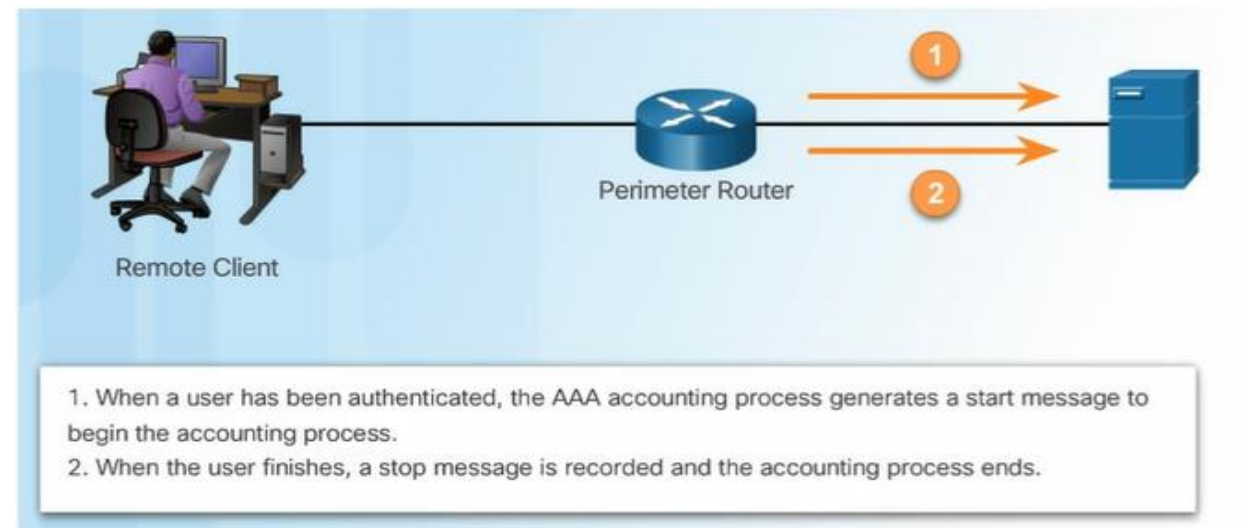 1
Perimeter Router
2
Remote Client
1. When a user has been authenticated, the AAA accounting process generates a start message to
begin the accounting process.
2. When the user finishes, a stop message is recorded and the accounting process ends.